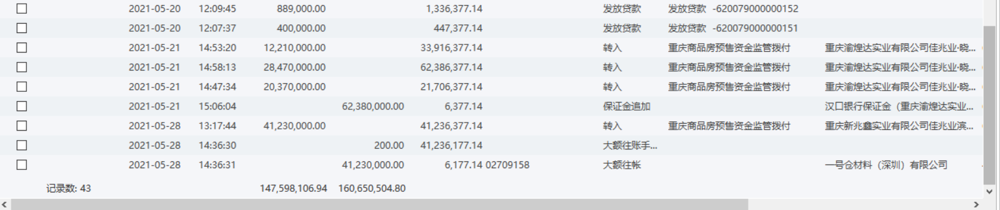 2021-05-20 12:09:45 889,000.00 1,336,377.14 发放贷款 发放贷款 -620079000000152
2021-05-20 12:07:37 400,000.00 447,377.14 发放贷款 发放贷款 -620079000000151
2021-05-21 14:53:20 12,210,000.00 33,916,377.14 转入 重庆商品房预售资金监管拨付 重庆渝煌达实业有限公司佳兆业·晓...
2021-05-21 14:58:13 28,470,000.00 62,386,377.14 转入 重庆商品房预售资金监管拨付 重庆渝煌达实业有限公司佳兆业·晓...
2021-05-21 14:47:34 20,370,000.00 21,706,377.14 转入 重庆商品房预售资金监管拨付 重庆渝煌达实业有限公司佳兆业·晓...
2021-05-21 15:06:04 62,380,000.00 6,377.14 保证金追加 汉口银行保证金（重庆渝煌达实业...
2021-05-28 13:17:44 41,230,000.00 41,236,377.14 转入 重庆商品房预售资金监管拨付 重庆新兆鑫实业有限公司佳兆业滨...
2021-05-28 14:36:30 200.00 41,236,177.14 大额往账手...
2021-05-28 14:36:31 41,230,000.00 6,177.14 02709158 大额往帐 一号仓材料（深圳）有限公司
记录数: 43 147,598,106.94 160,650,504.80